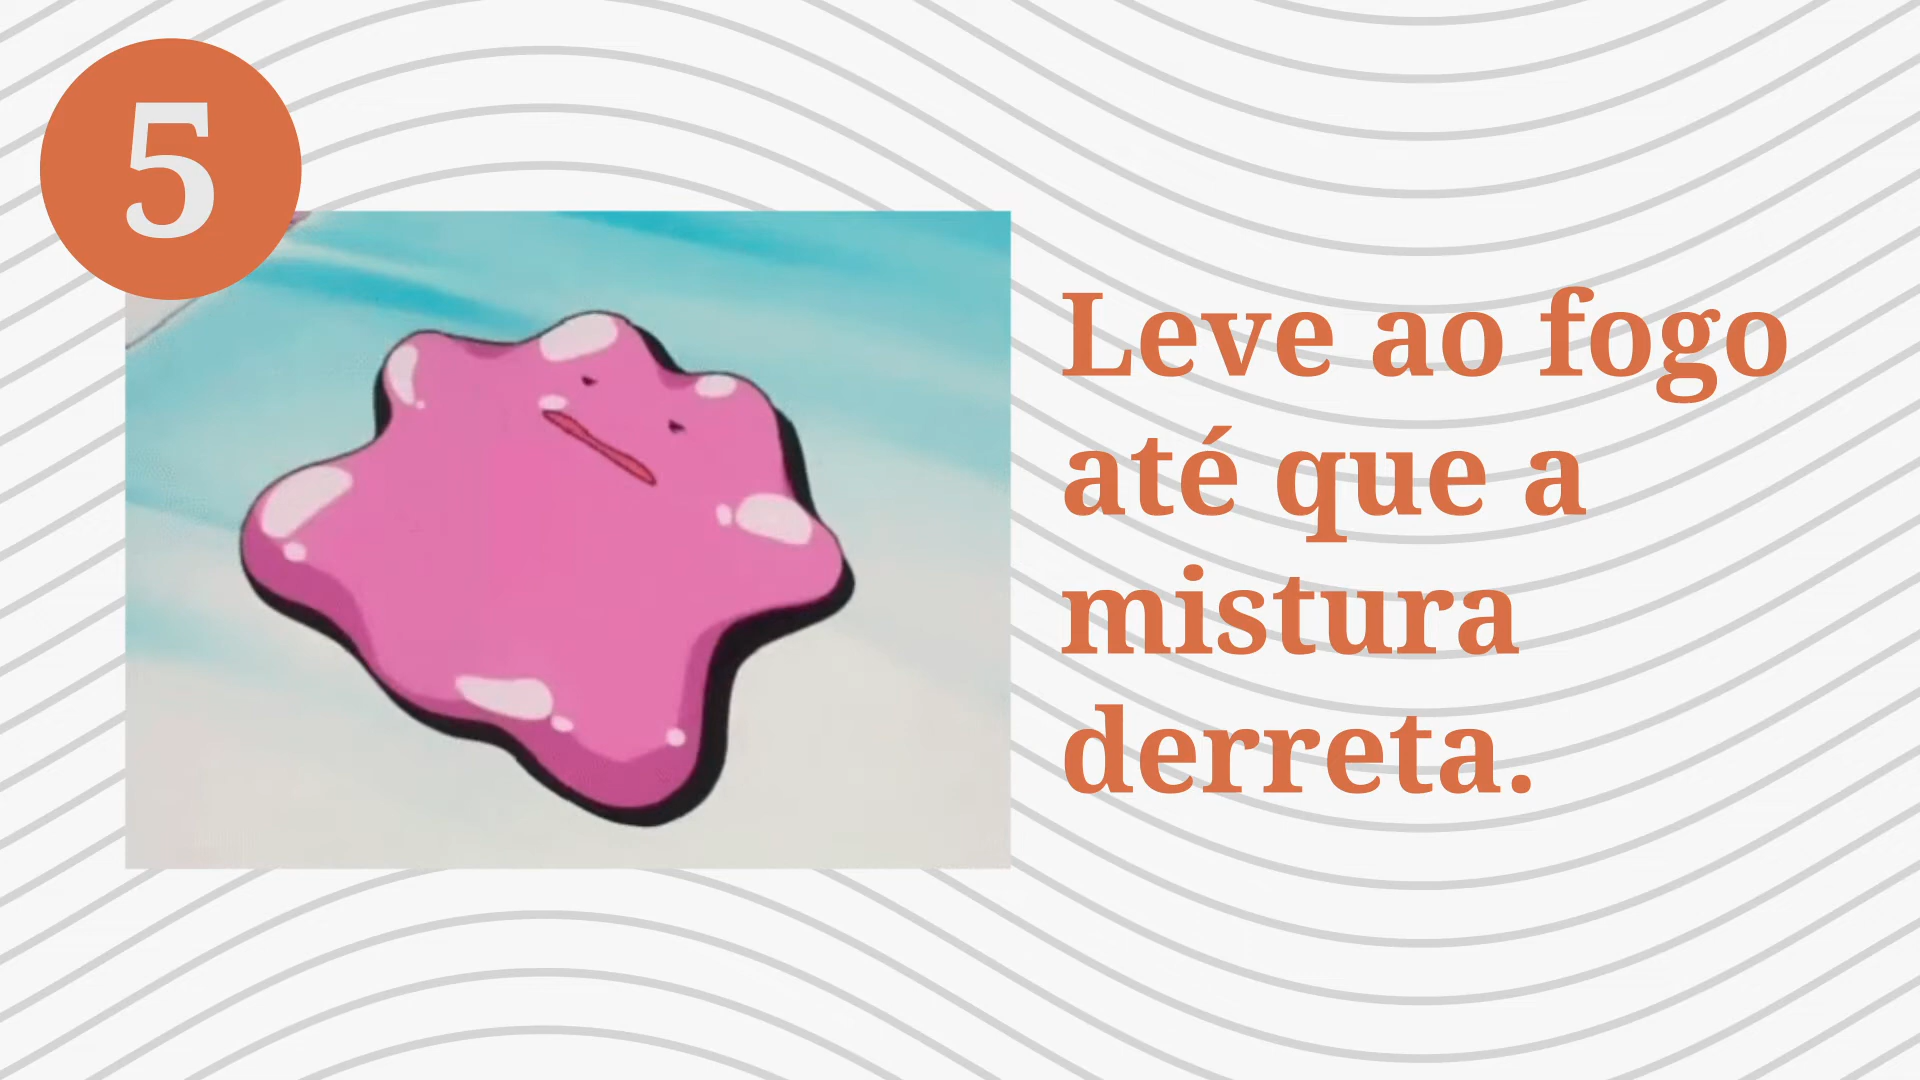 5
Leve ao fogo
até que a
mistura
derreta.